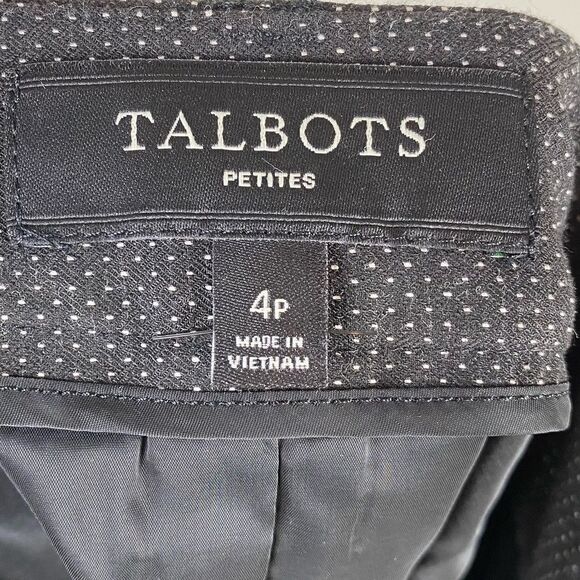 TALBOTS
PETITES
4P
MADE IN
VIETNAM